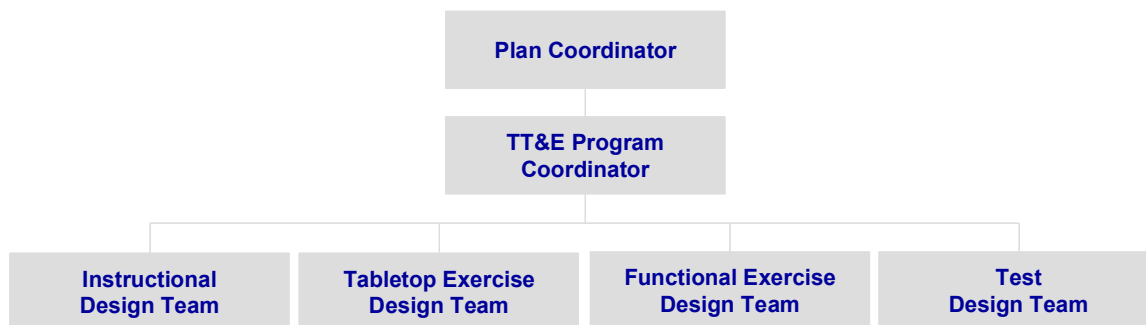 Plan Coordinator
TT&E Program
Coordinator
Instructional
Design Team
Tabletop Exercise
Design Team
Functional Exercise
Design Team
Test
Design Team